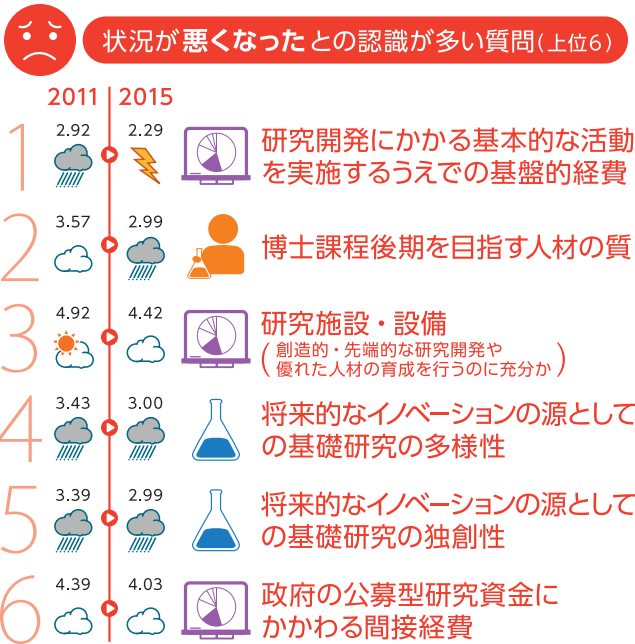 状況が悪くなったとの認識が多い質問(上位6)
2011 2015
1 2.92 2.29
研究開発にかかる基本的な活動
を実施するうえでの基盤的経費
2 3.57 2.99
博士課程後期を目指す人材の質
3 4.92 4.42
研究施設・設備
(創造的・先端的な研究開発や
優れた人材の育成を行うのに充分か)
4 3.43 3.00
将来的なイノベーションの源として
の基礎研究の多様性
5 3.39 2.99
将来的なイノベーションの源として
の基礎研究の独創性
6 4.39 4.03
政府の公募型研究資金に
かかわる間接経費